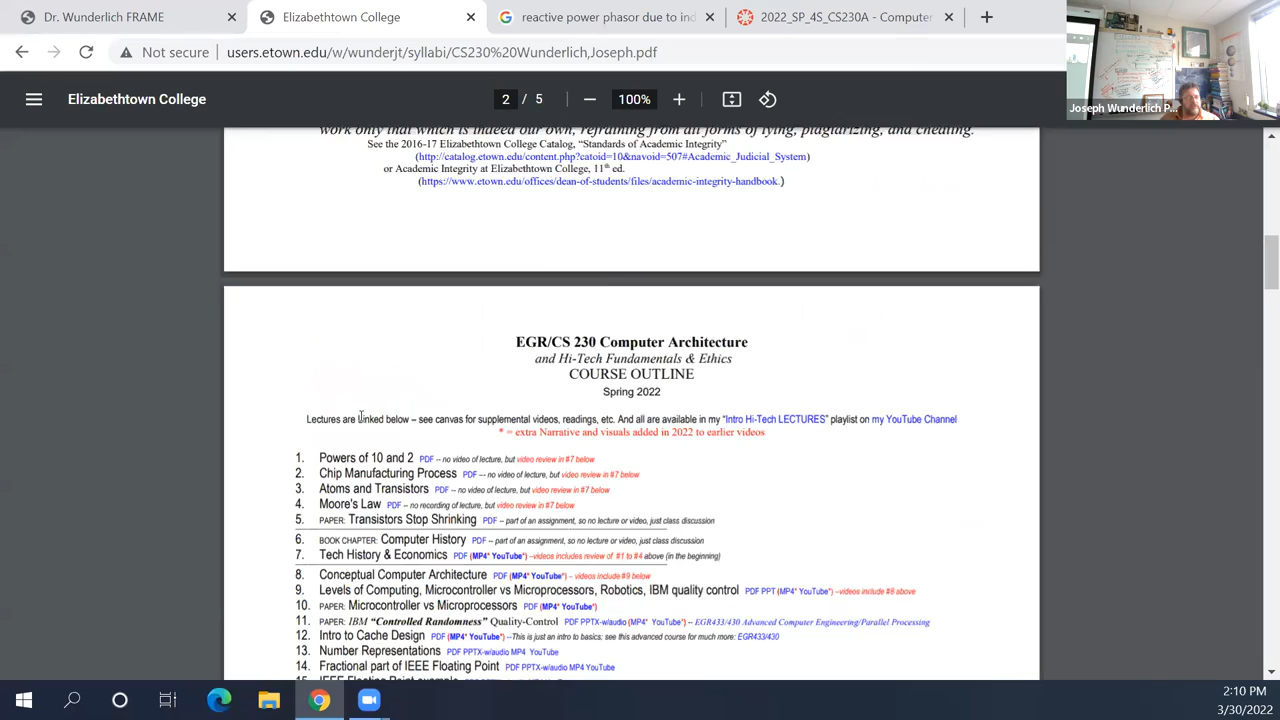 Dr. Wunderlich FRAME
Elizabethtown College
reactive power phasor due to ind
2022_SP_4S_CS230A - Computer
Not secure
users.etown.edu/w/wunderjt/syllabi/CS230%20Wunderlich,Joseph.pdf
Elizabethtown College
2 / 5
100%
Joseph Wunderlich P...
work only that which is indeed our own, refraining from all forms of lying, plagiarizing, and cheating.
See the 2016-17 Elizabethtown College Catalog, “Standards of Academic Integrity”
(http://catalog.etown.edu/content.php?catoid=10&navoid=507#Academic_Judicial_System)
or Academic Integrity at Elizabethtown College, 11th ed.
(https://www.etown.edu/offices/dean-of-students/files/academic-integrity-handbook.)
EGR/CS 230 Computer Architecture
and Hi-Tech Fundamentals & Ethics
COURSE OUTLINE
Spring 2022
Lectures are linked below – see canvas for supplemental videos, readings, etc. And all are available in my “Intro Hi-Tech LECTURES” playlist on my YouTube Channel
* = extra Narrative and visuals added in 2022 to earlier videos
1. Powers of 10 and 2 PDF -- no video of lecture, but video review in #7 below
2. Chip Manufacturing Process PDF –- no video of lecture, but video review in #7 below
3. Atoms and Transistors PDF – no video of lecture, but video review in #7 below
4. Moore's Law PDF -- no recording of lecture, but video review in #7 below
5. PAPER: Transistors Stop Shrinking PDF -- part of an assignment, so no lecture or video, just class discussion
6. BOOK CHAPTER: Computer History PDF -- part of an assignment, so no lecture or video, just class discussion
7. Tech History & Economics PDF (MP4* YouTube*) –videos includes review of #1 to #4 above (in the beginning)
8. Conceptual Computer Architecture PDF (MP4* YouTube*) – videos include #9 below
9. Levels of Computing, Microcontroller vs Microprocessors, Robotics, IBM quality control PDF PPT (MP4* YouTube*) –videos include #8 above
10. PAPER: Microcontroller vs Microprocessors PDF (MP4* YouTube*)
11. PAPER: IBM “Controlled Randomness” Quality-Control PDF PPTX-w/audio (MP4* YouTube*) -- EGR433/430 Advanced Computer Engineering/Parallel Processing
12. Intro to Cache Design PDF (MP4* YouTube*) --This is just an intro to basics: see this advanced course for much more: EGR433/430
13. Number Representations PDF PPTX-w/audio MP4 YouTube
14. Fractional part of IEEE Floating Point PDF PPTX-w/audio MP4 YouTube
2:10 PM
3/30/2022